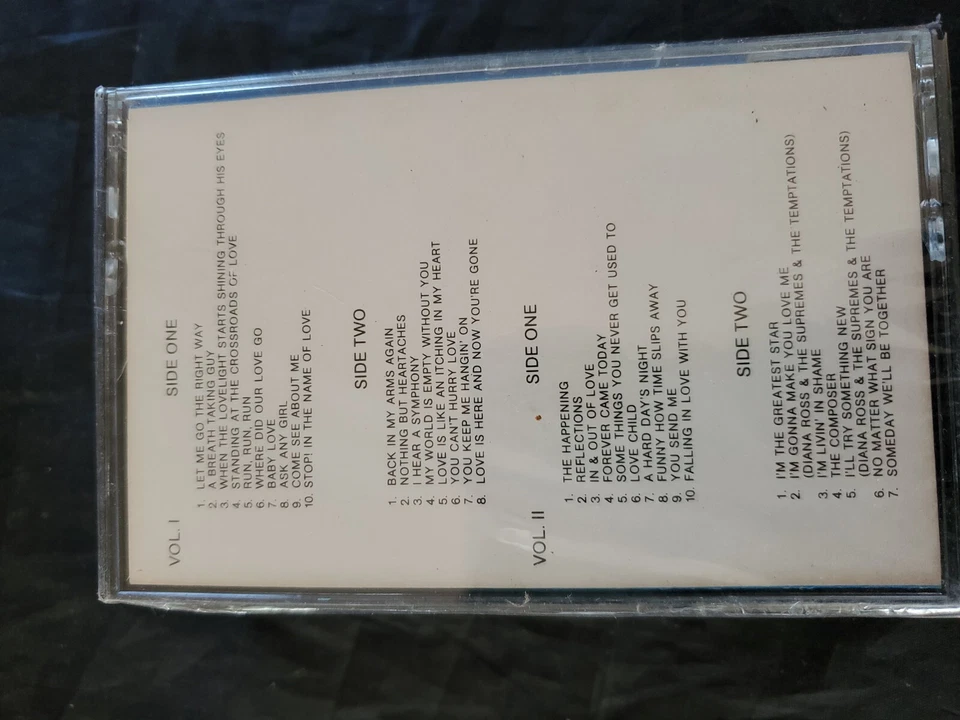 VOL. I SIDE ONE
1. LET ME GO THE RIGHT WAY
2. A BREATH TAKING GUY
3. WHEN THE LOVELIGHT STARTS SHINING THROUGH HIS EYES
4. STANDING AT THE CROSSROADS OF LOVE
5. RUN, RUN, RUN
6. WHERE DID OUR LOVE GO
7. BABY LOVE
8. ASK ANY GIRL
9. COME SEE ABOUT ME
10. STOP! IN THE NAME OF LOVE
SIDE TWO
1. BACK IN MY ARMS AGAIN
2. NOTHING BUT HEARTACHES
3. I HEAR A SYMPHONY
4. MY WORLD IS EMPTY WITHOUT YOU
5. LOVE IS LIKE AN ITCHING IN MY HEART
6. YOU CAN'T HURRY LOVE
7. YOU KEEP ME HANGIN' ON
8. LOVE IS HERE AND NOW YOU'RE GONE
VOL. II SIDE ONE
1. THE HAPPENING
2. REFLECTIONS
3. IN & OUT OF LOVE
4. FOREVER CAME TODAY
5. SOME THINGS YOU NEVER GET USED TO
6. LOVE CHILD
7. A HARD DAY'S NIGHT
8. FUNNY HOW TIME SLIPS AWAY
9. YOU SEND ME
10. FALLING IN LOVE WITH YOU
SIDE TWO
1. I'M THE GREATEST STAR
2. I'M GONNA MAKE YOU LOVE ME
(DIANA ROSS & THE SUPREMES & THE TEMPTATIONS)
3. I'M LIVIN' IN SHAME
4. THE COMPOSER
5. I'LL TRY SOMETHING NEW
(DIANA ROSS & THE SUPREMES & THE TEMPTATIONS)
6. NO MATTER WHAT SIGN YOU ARE
7. SOMEDAY WE'LL BE TOGETHER